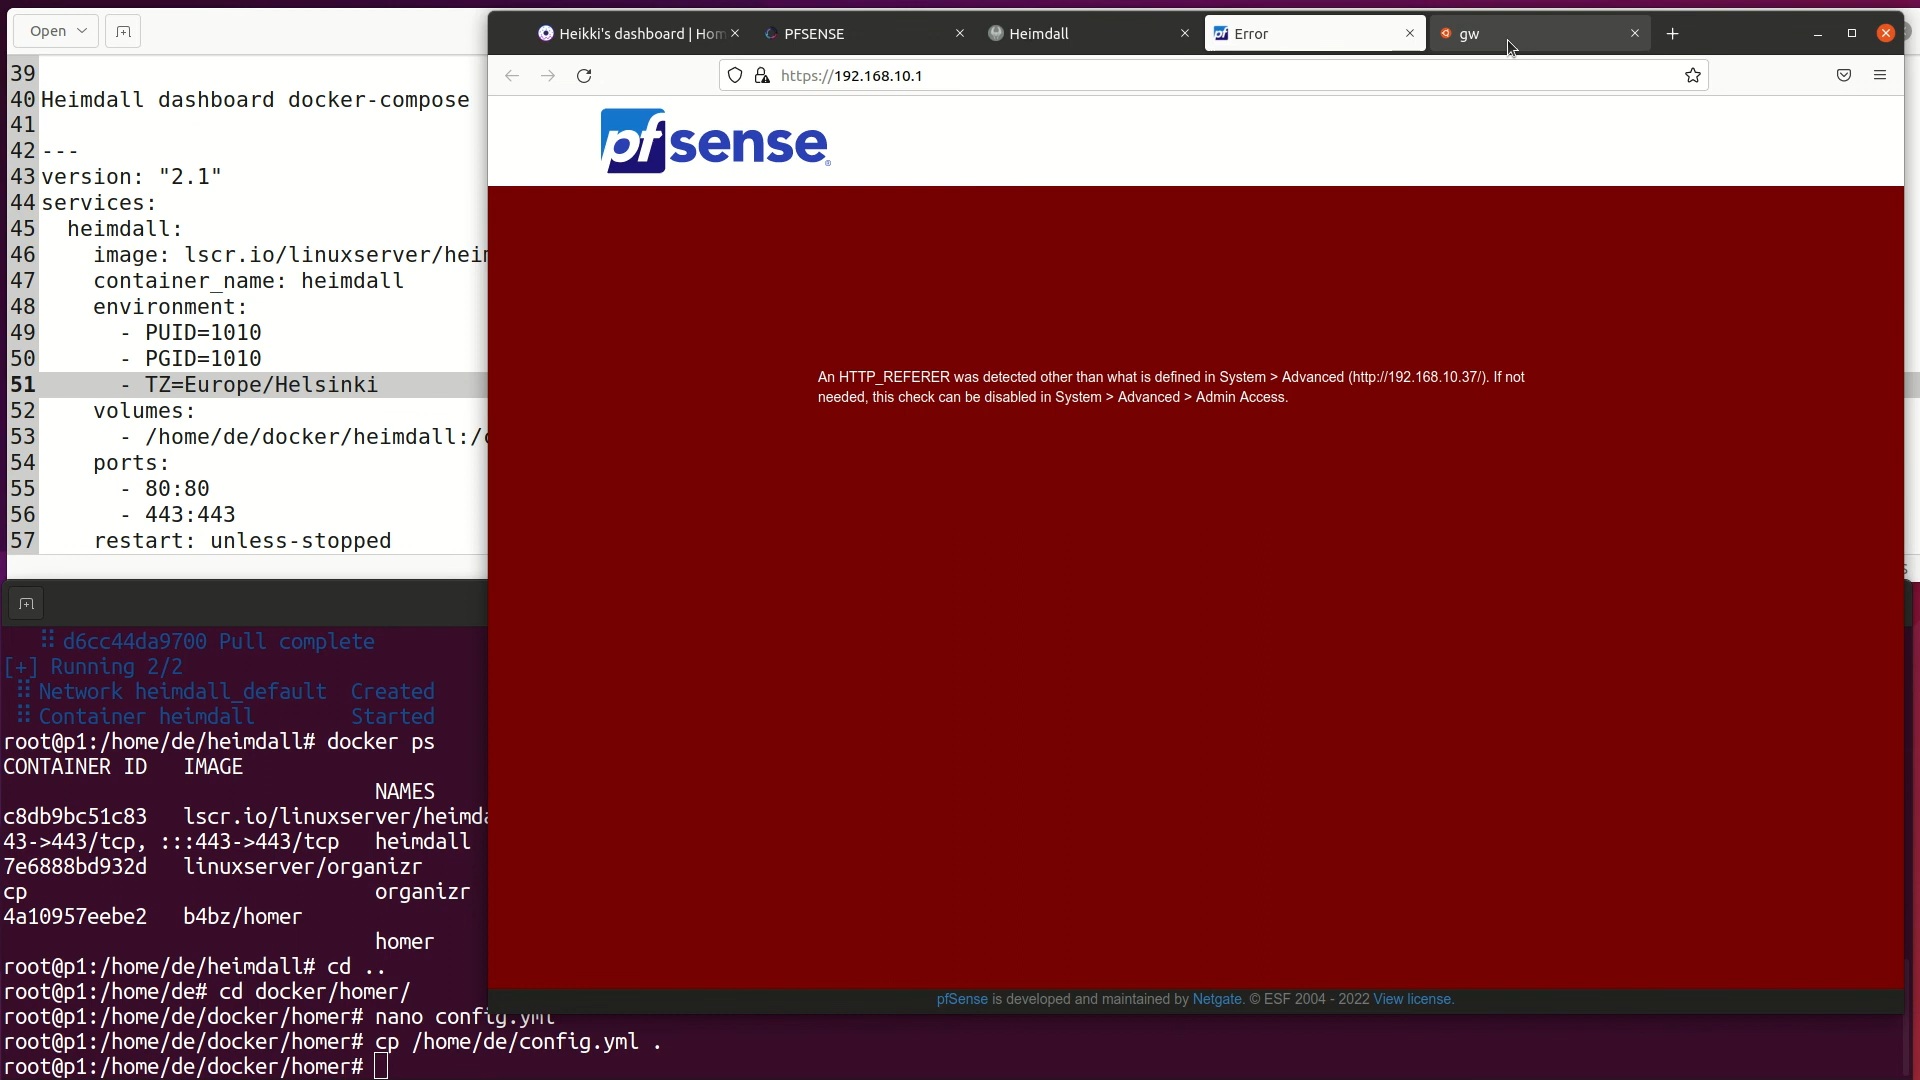 Open
39
40 Heimdall dashboard docker-compose
41
42 ---
43 version: "2.1"
44 services:
45 heimdall:
46 image: lscr.io/linuxserver/heim
47 container_name: heimdall
48 environment:
49 - PUID=1010
50 - PGID=1010
51 - TZ=Europe/Helsinki
52 volumes:
53 - /home/de/docker/heimdall:/c
54 ports:
55 - 80:80
56 - 443:443
57 restart: unless-stopped
Heikki's dashboard | Hom
PFSENSE
Heimdall
Error
gw
https://192.168.10.1
pfsense
An HTTP_REFERER was detected other than what is defined in System > Advanced (http://192.168.10.37/). If not
needed, this check can be disabled in System > Advanced > Admin Access.
pfSense is developed and maintained by Netgate. © ESF 2004 - 2022 View license.
d6cc44da9700 Pull complete
[+] Running 2/2
Network heimdall_default Created
Container heimdall Started
root@p1:/home/de/heimdall# docker ps
CONTAINER ID IMAGE
NAMES
c8db9bc51c83 lscr.io/linuxserver/heimda
43->443/tcp, :::443->443/tcp heimdall
7e6888bd932d linuxserver/organizr
cp organizr
4a10957eebe2 b4bz/homer
homer
root@p1:/home/de/heimdall# cd ..
root@p1:/home/de# cd docker/homer/
root@p1:/home/de/docker/homer# nano config.yml
root@p1:/home/de/docker/homer# cp /home/de/config.yml .
root@p1:/home/de/docker/homer#